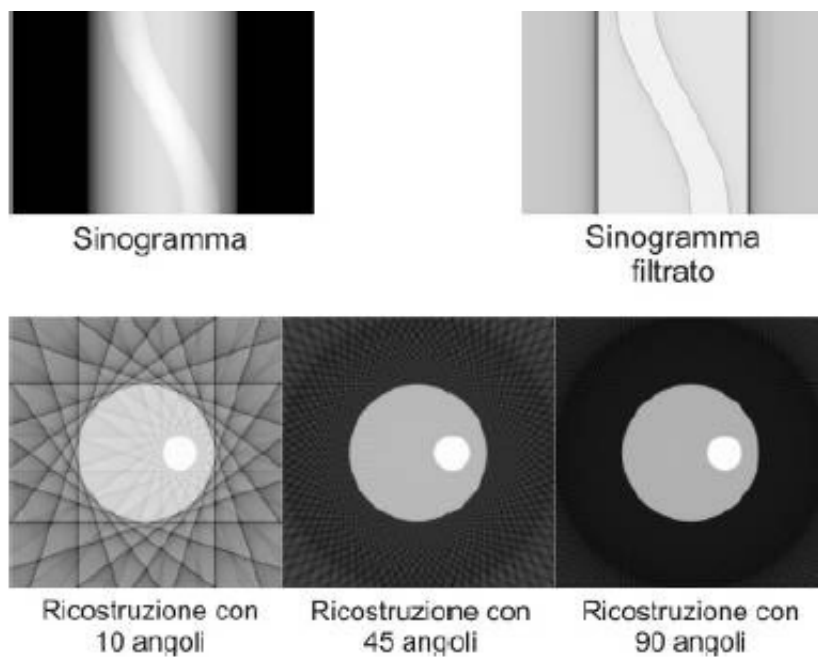 Sinogramma
Sinogramma
filtrato
Ricostruzione con
10 angoli
Ricostruzione con
45 angoli
Ricostruzione con
90 angoli